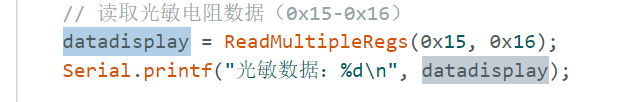 // 读取光敏电阻数据（0x15-0x16）
datadisplay = ReadMultipleRegs(0x15, 0x16);
Serial.printf("光敏数据：%d\n", datadisplay);